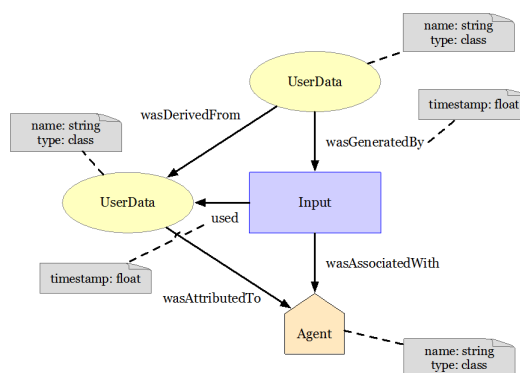 name: string
type: class
UserData
timestamp: float
wasDerivedFrom
name: string
type: class
wasGeneratedBy
UserData
Input
used
wasAssociatedWith
timestamp: float
wasAttributedTo
Agent
name: string
type: class